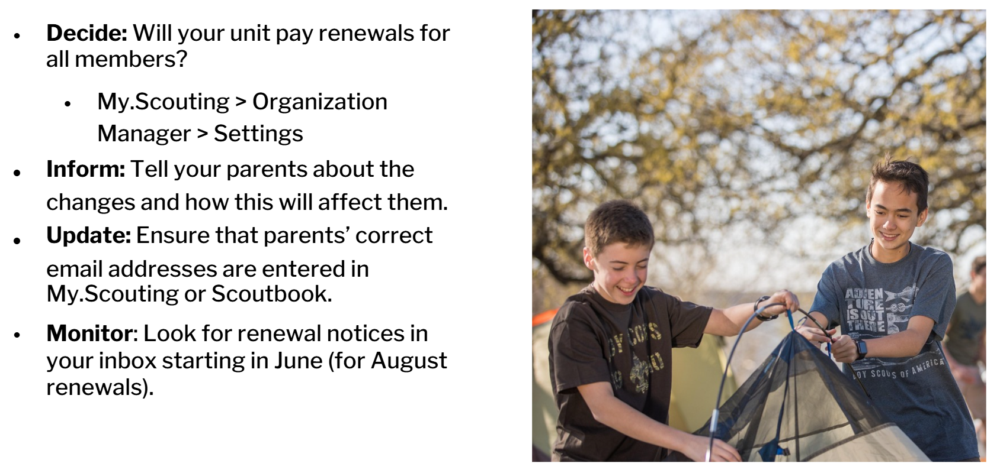 • Decide: Will your unit pay renewals for
all members?
• My.Scouting > Organization
Manager > Settings
• Inform: Tell your parents about the
changes and how this will affect them.
• Update: Ensure that parents’ correct
email addresses are entered in
My.Scouting or Scoutbook.
• Monitor: Look for renewal notices in
your inbox starting in June (for August
renewals).
ADVEN
TURE
IS OUT
THERE
BOY SCOUTS OF AMERICA